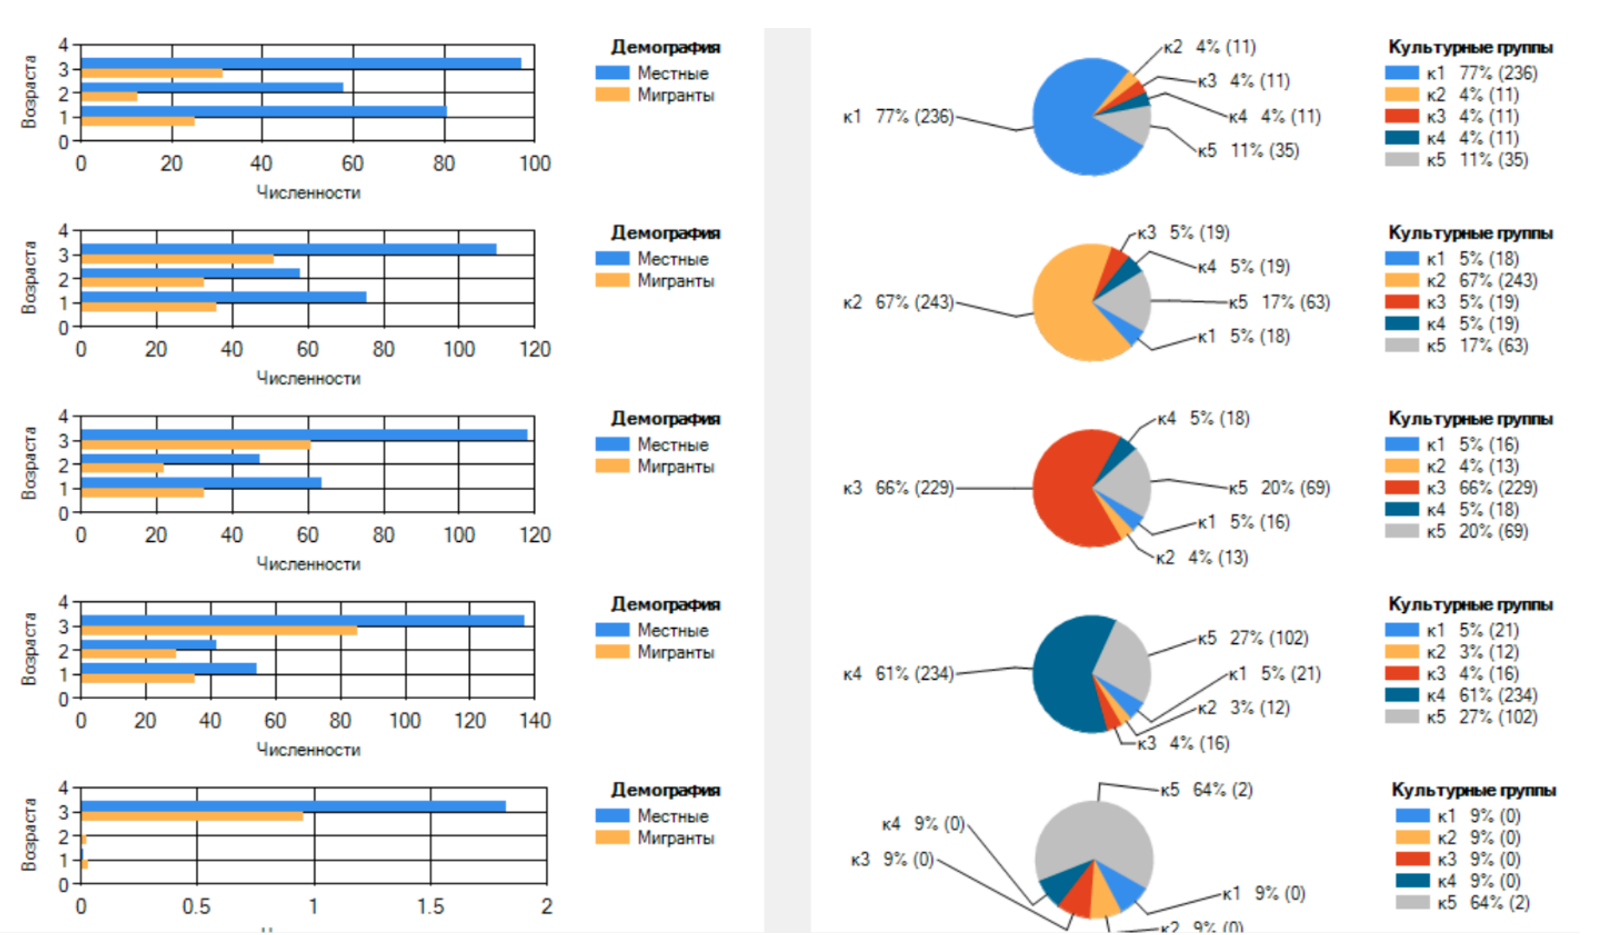 Демография
Местные
Мигранты
Возраста
4
3
2
1
0
0 20 40 60 80 100
Численности
к2 4% (11)
к3 4% (11)
к1 77% (236)
к4 4% (11)
к5 11% (35)
Культурные группы
к1 77% (236)
к2 4% (11)
к3 4% (11)
к4 4% (11)
к5 11% (35)
Демография
Местные
Мигранты
Возраста
4
3
2
1
0
0 20 40 60 80 100 120
Численности
к3 5% (19)
к4 5% (19)
к2 67% (243)
к5 17% (63)
к1 5% (18)
Культурные группы
к1 5% (18)
к2 67% (243)
к3 5% (19)
к4 5% (19)
к5 17% (63)
Демография
Местные
Мигранты
Возраста
4
3
2
1
0
0 20 40 60 80 100 120
Численности
к4 5% (18)
к3 66% (229)
к5 20% (69)
к1 5% (16)
к2 4% (13)
Культурные группы
к1 5% (16)
к2 4% (13)
к3 66% (229)
к4 5% (18)
к5 20% (69)
Демография
Местные
Мигранты
Возраста
4
3
2
1
0
0 20 40 60 80 100 120 140
Численности
к5 27% (102)
к4 61% (234)
к1 5% (21)
к2 3% (12)
к3 4% (16)
Культурные группы
к1 5% (21)
к2 3% (12)
к3 4% (16)
к4 61% (234)
к5 27% (102)
Демография
Местные
Мигранты
Возраста
4
3
2
1
0
0 0.5 1 1.5 2
к5 64% (2)
к4 9% (0)
к3 9% (0)
к1 9% (0)
к2 9% (0)
Культурные группы
к1 9% (0)
к2 9% (0)
к3 9% (0)
к4 9% (0)
к5 64% (2)